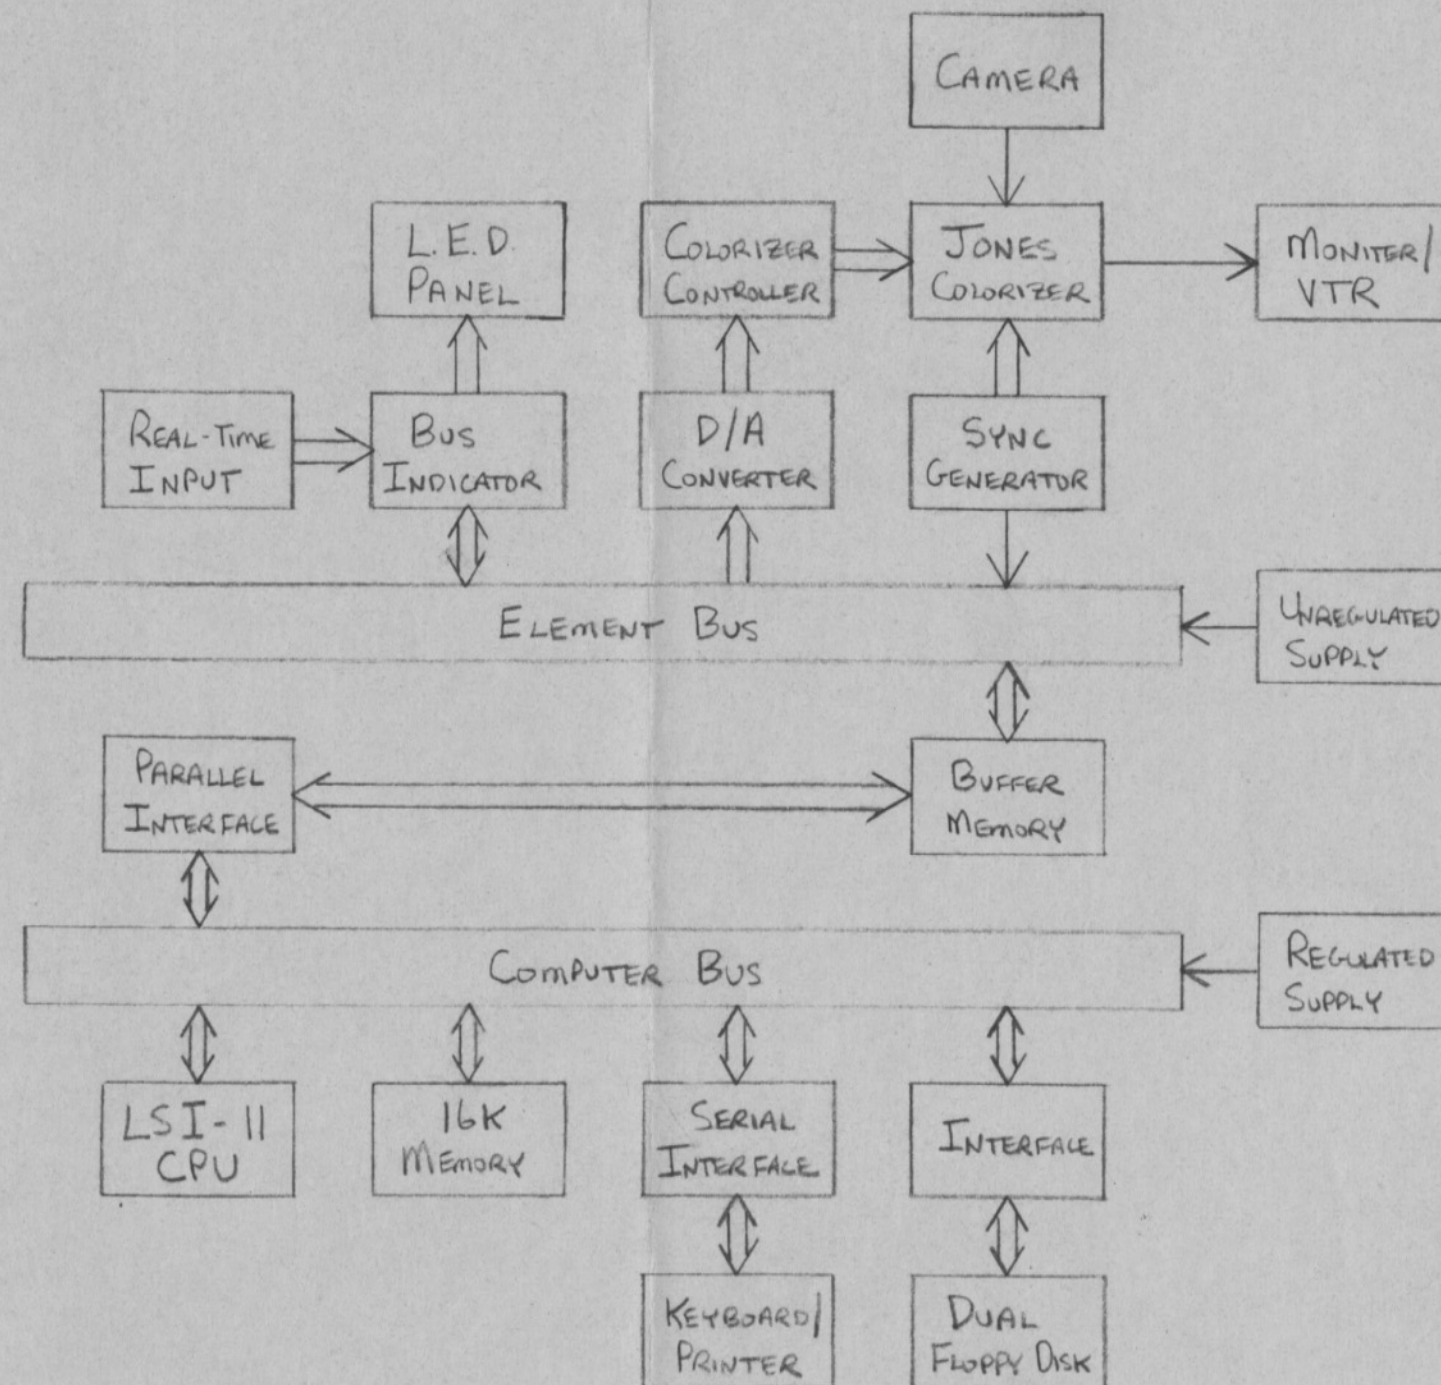 CAMERA
L.E.D.
PANEL
COLORIZER
CONTROLLER
JONES
COLORIZER
MONITER/
VTR
REAL-TIME
INPUT
BUS
INDICATOR
D/A
CONVERTER
SYNC
GENERATOR
ELEMENT BUS
UNREGULATED
SUPPLY
PARALLEL
INTERFACE
BUFFER
MEMORY
COMPUTER BUS
REGULATED
SUPPLY
LSI-11
CPU
16K
MEMORY
SERIAL
INTERFACE
INTERFACE
KEYBOARD/
PRINTER
DUAL
FLOPPY DISK